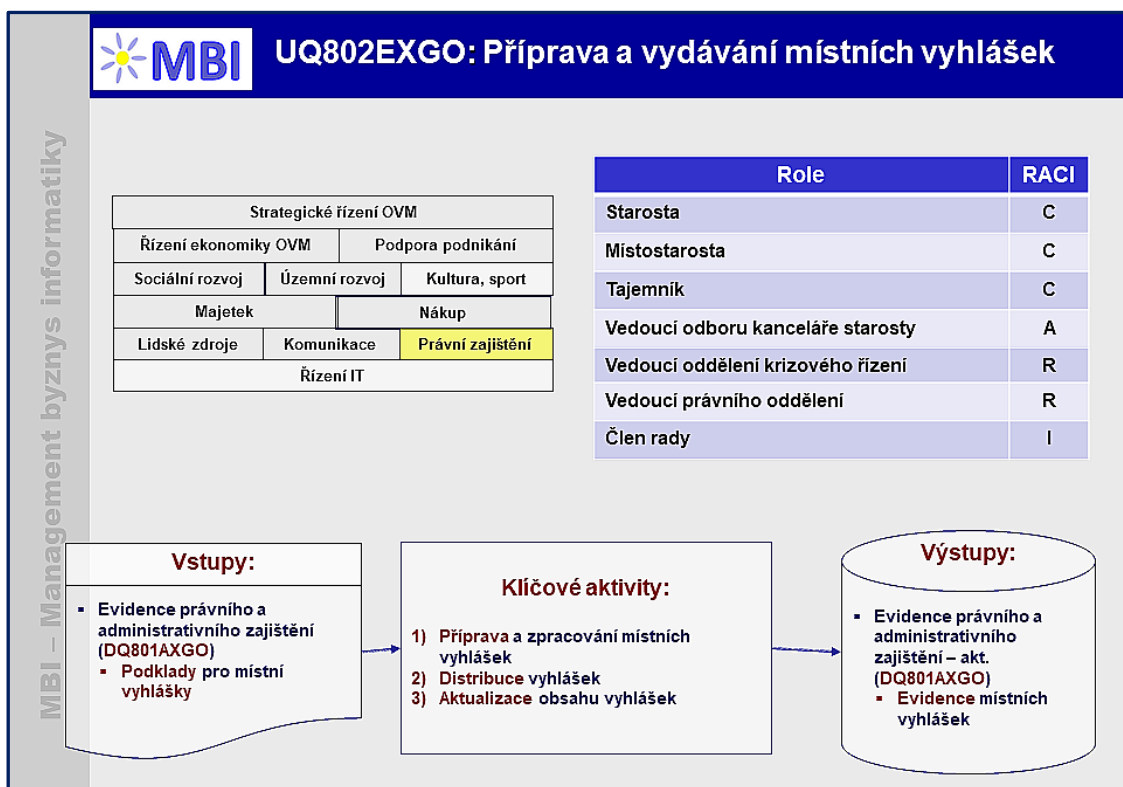 MBI
UQ802EXGO: Příprava a vydávání místních vyhlášek
MBI – Management byznys informatiky
Strategické řízení OVM
Řízení ekonomiky OVM
Podpora podnikání
Sociální rozvoj
Územní rozvoj
Kultura, sport
Majetek
Nákup
Lidské zdroje
Komunikace
Právní zajištění
Řízení IT
Role RACI
Starosta C
Místostarosta C
Tajemník C
Vedoucí odboru kanceláře starosty A
Vedoucí oddělení krizového řízení R
Vedoucí právního oddělení R
Člen rady I
Vstupy:
▪ Evidence právního a
administrativního zajištění
(DQ801AXGO)
▪ Podklady pro místní
vyhlášky
Klíčové aktivity:
1) Příprava a zpracování místních
vyhlášek
2) Distribuce vyhlášek
3) Aktualizace obsahu vyhlášek
Výstupy:
▪ Evidence právního a
administrativního
zajištění – akt.
(DQ801AXGO)
▪ Evidence místních
vyhlášek